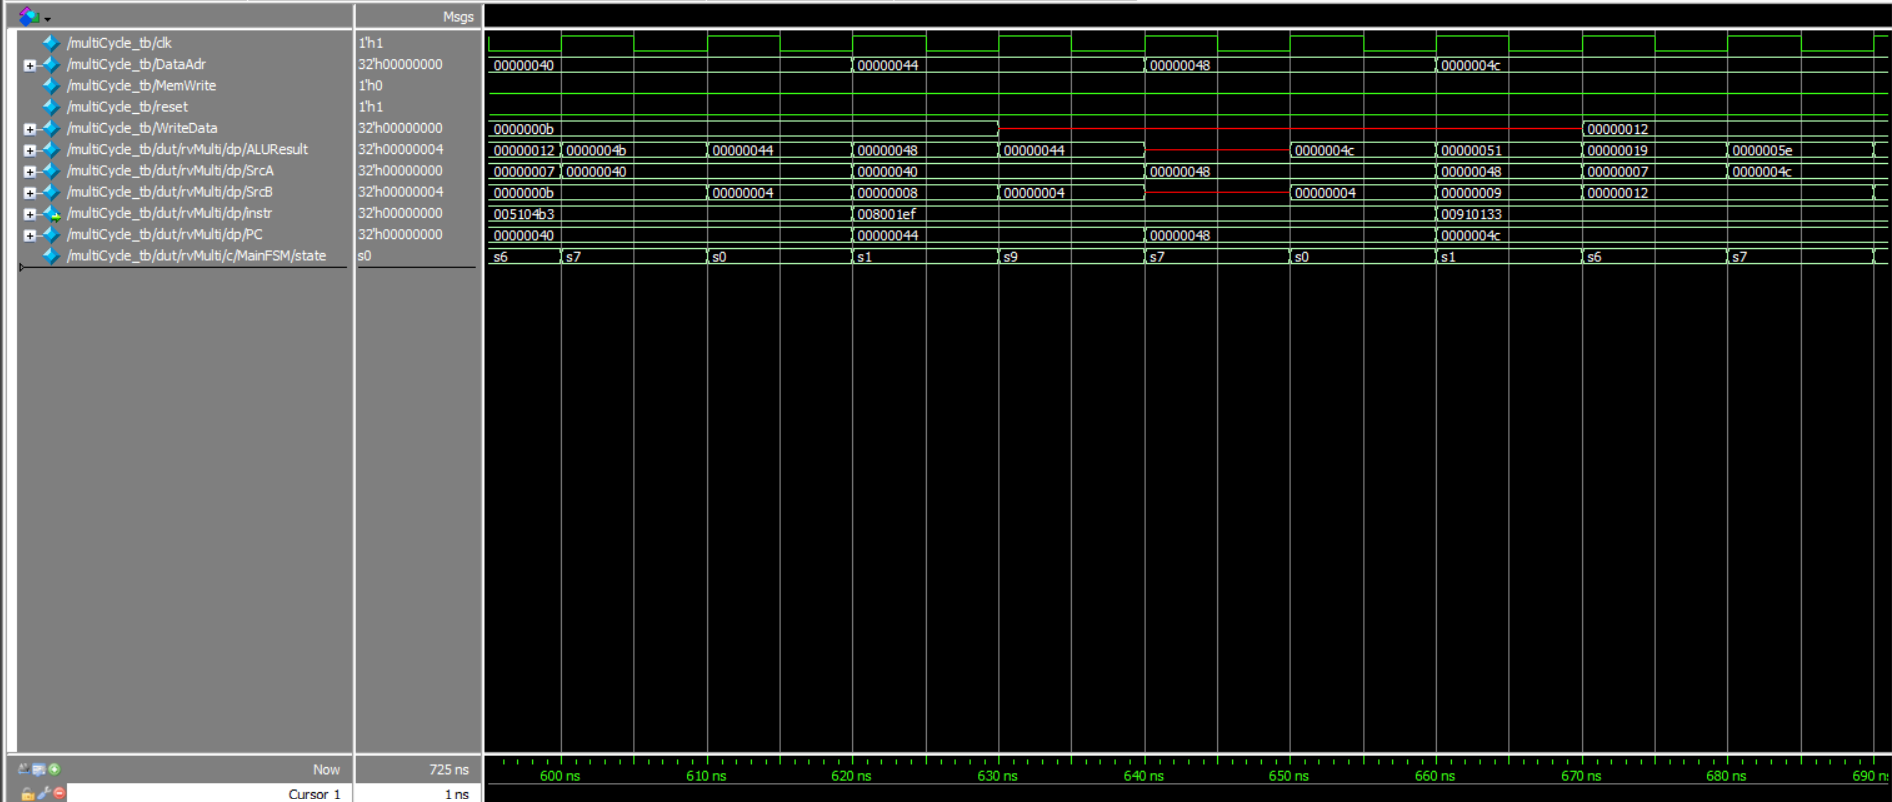 Msgs
/multiCycle_tb/clk 1'h1
/multiCycle_tb/DataAdr 32'h00000000 00000040 00000044 00000048 0000004c
/multiCycle_tb/MemWrite 1'h0
/multiCycle_tb/reset 1'h1
/multiCycle_tb/WriteData 32'h00000000 0000000b 00000012
/multiCycle_tb/dut/rvMulti/dp/ALUResult 32'h00000004 00000012 0000004b 00000044 00000048 00000044 0000004c 00000051 00000019 0000005e
/multiCycle_tb/dut/rvMulti/dp/SrcA 32'h00000000 00000007 00000040 00000040 00000048 00000048 00000007 0000004c
/multiCycle_tb/dut/rvMulti/dp/SrcB 32'h00000004 0000000b 00000004 00000008 00000004 00000004 00000009 00000012
/multiCycle_tb/dut/rvMulti/dp/instr 32'h00000000 005104b3 008001ef 00910133
/multiCycle_tb/dut/rvMulti/dp/PC 32'h00000000 00000040 00000044 00000048 0000004c
/multiCycle_tb/dut/rvMulti/c/MainFSM/state s0 s6 s7 s0 s1 s9 s7 s0 s1 s6 s7
Now 725 ns 600 ns 610 ns 620 ns 630 ns 640 ns 650 ns 660 ns 670 ns 680 ns 690 n
Cursor 1 1 ns